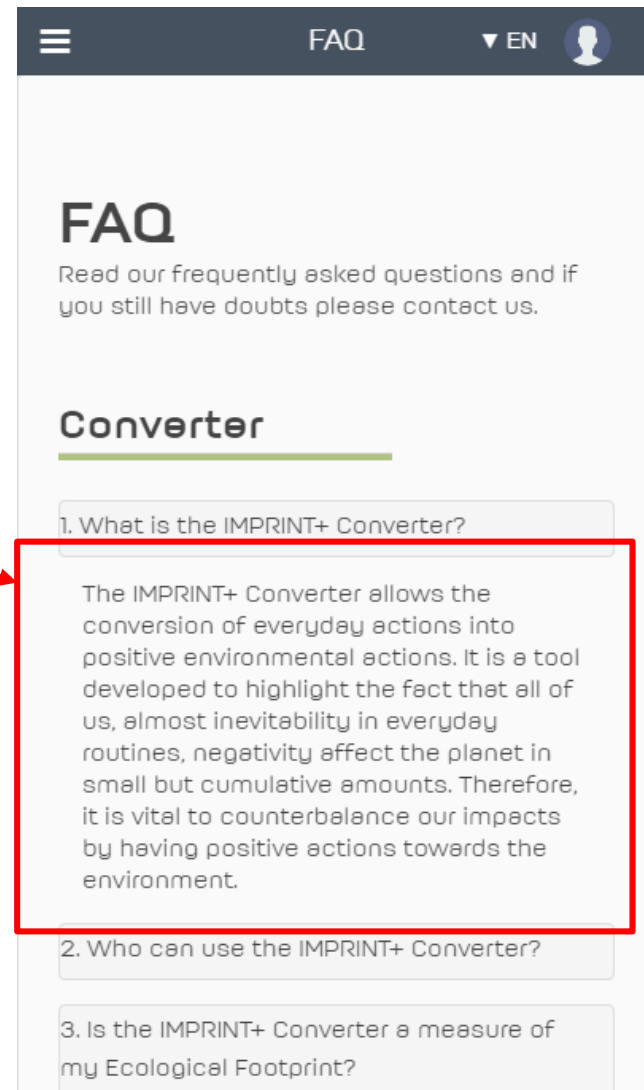 FAQ
▼ EN
FAQ
Read our frequently asked questions and if
you still have doubts please contact us.
Converter
1. What is the IMPRINT+ Converter?
The IMPRINT+ Converter allows the
conversion of everyday actions into
positive environmental actions. It is a tool
developed to highlight the fact that all of
us, almost inevitability in everyday
routines, negativity affect the planet in
small but cumulative amounts. Therefore,
it is vital to counterbalance our impacts
by having positive actions towards the
environment.
2. Who can use the IMPRINT+ Converter?
3. Is the IMPRINT+ Converter a measure of
my Ecological Footprint?